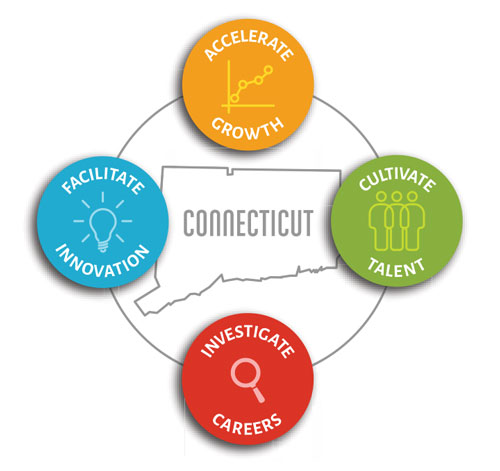 ACCELERATE
GROWTH
FACILITATE
INNOVATION
CONNECTICUT
CULTIVATE
TALENT
INVESTIGATE
CAREERS